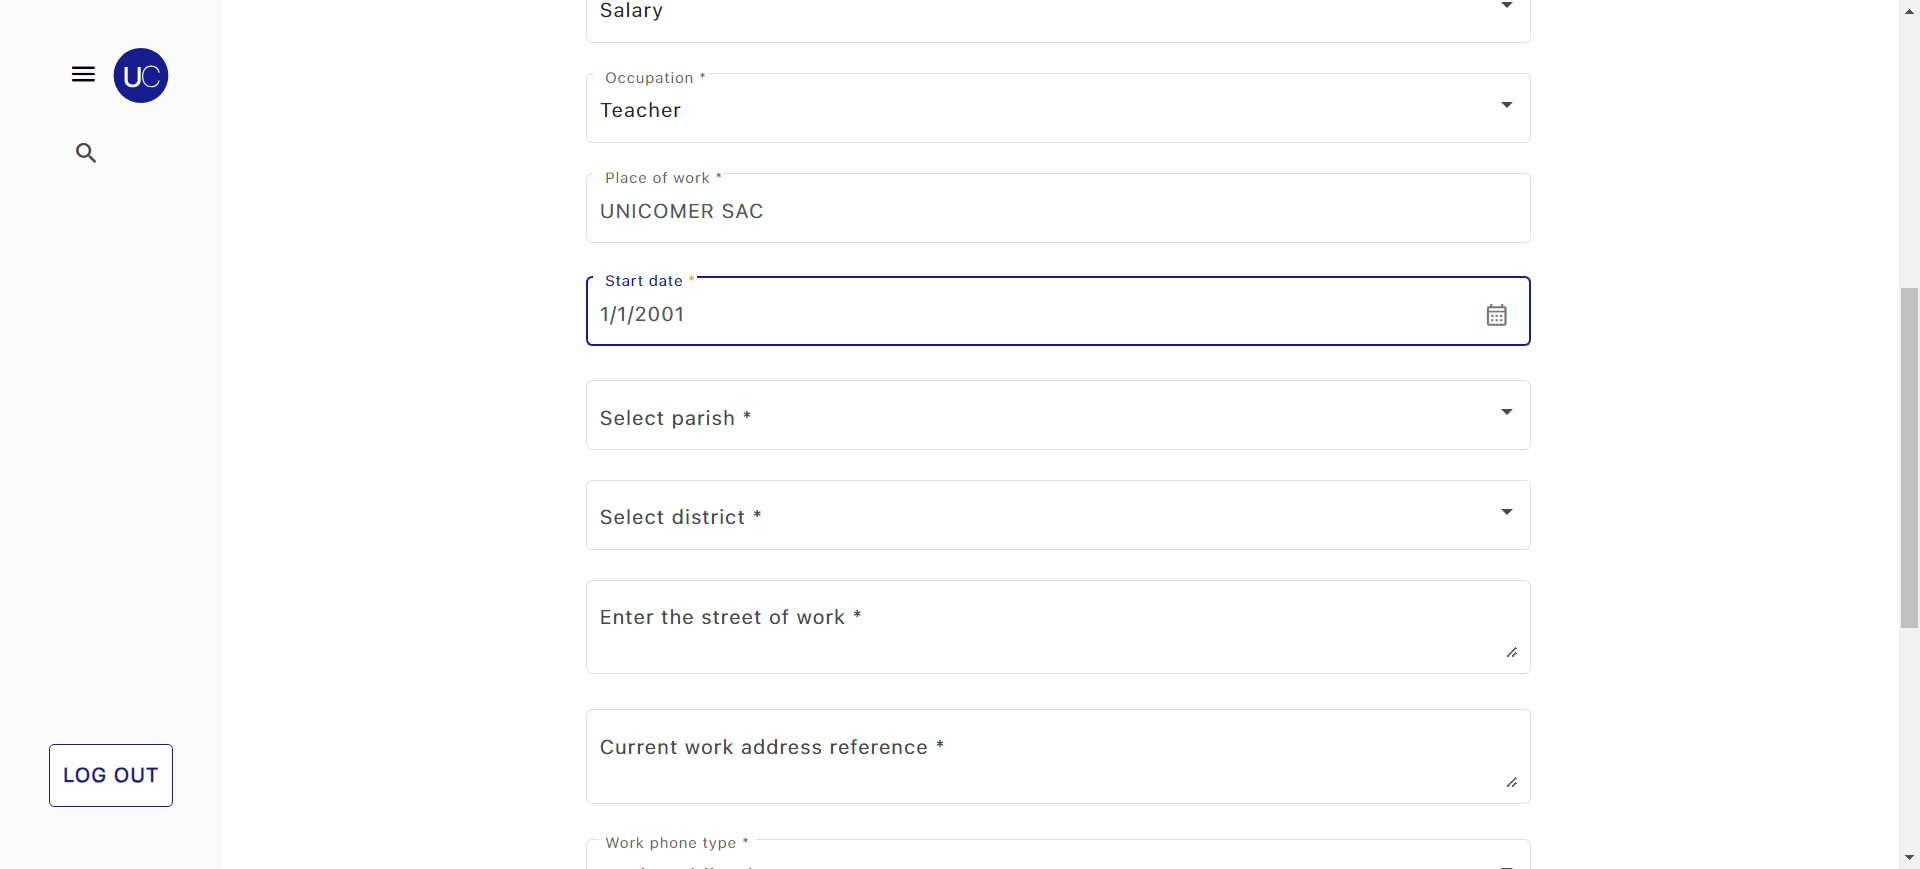 UC
LOG OUT
Salary
Occupation *
Teacher
Place of work *
UNICOMER SAC
Start date *
1/1/2001
Select parish *
Select district *
Enter the street of work *
Current work address reference *
Work phone type *